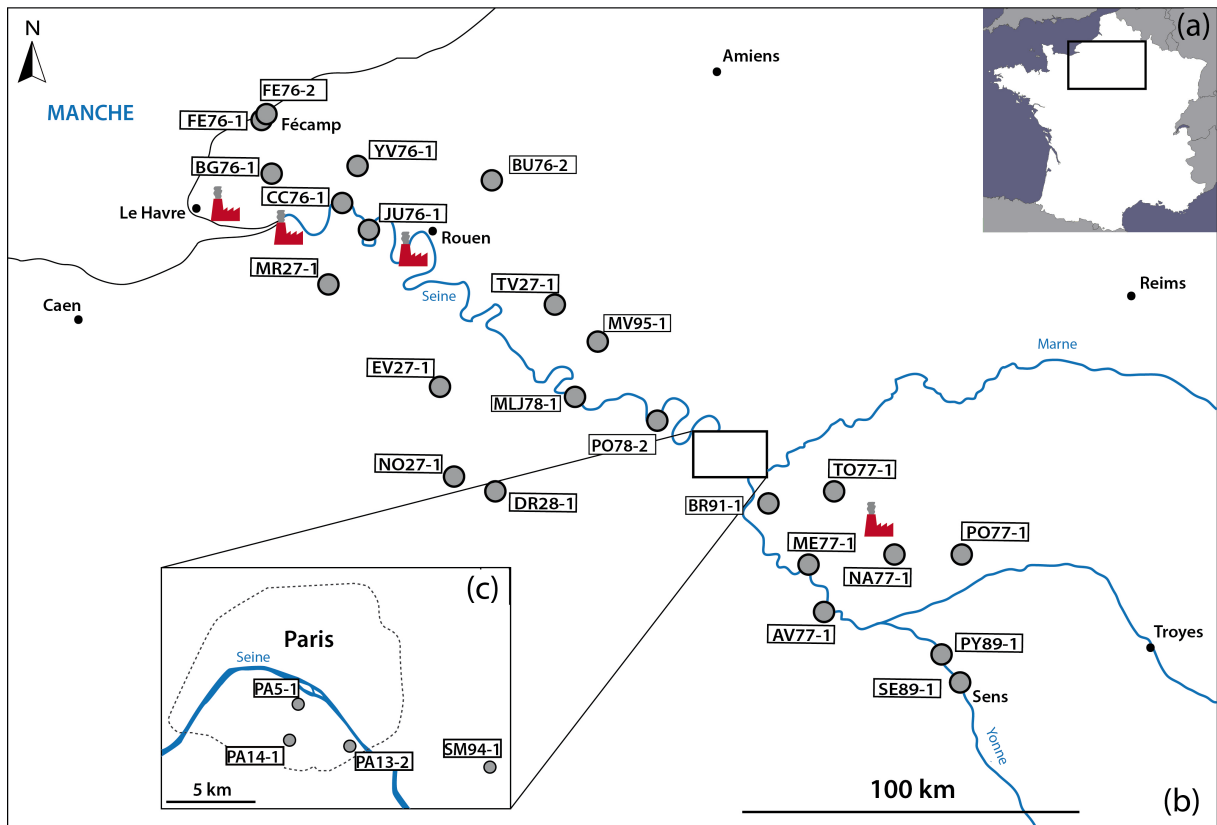 (a)
N
Amiens
FE76-2
MANCHE
FE76-1
Fécamp
YV76-1
BG76-1
BU76-2
CC76-1
Le Havre
JU76-1
Rouen
MR27-1
TV27-1
Reims
Seine
Caen
MV95-1
Marne
EV27-1
MLJ78-1
PO78-2
NO27-1
TO77-1
DR28-1
BR91-1
PO77-1
ME77-1
NA77-1
(c)
AV77-1
Troyes
Paris
PY89-1
Seine
SE89-1
Sens
PA5-1
Yonne
SM94-1
PA14-1
PA13-2
5 km
100 km
(b)